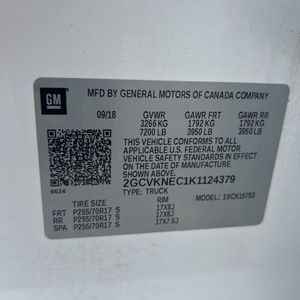 GM
MFD BY GENERAL MOTORS OF CANADA COMPANY
09/18 GVWR GAWR FRT GAWR RR
3266 KG 1792 KG 1792 KG
7200 LB 3950 LB 3950 LB
THIS VEHICLE CONFORMS TO ALL APPLICABLE
U.S. FEDERAL MOTOR VEHICLE
SAFETY STANDARDS IN EFFECT ON THE
DATE OF MANUFACTURE SHOWN ABOVE.
2GCVKNEC1K1124379
8624 TYPE: TRUCK 19CK15753
TIRE SIZE RIM
FRT P255/70R17 S 17X8J
RR P255/70R17 S 17X8J
SPA P255/70R17 S 17X7.5J